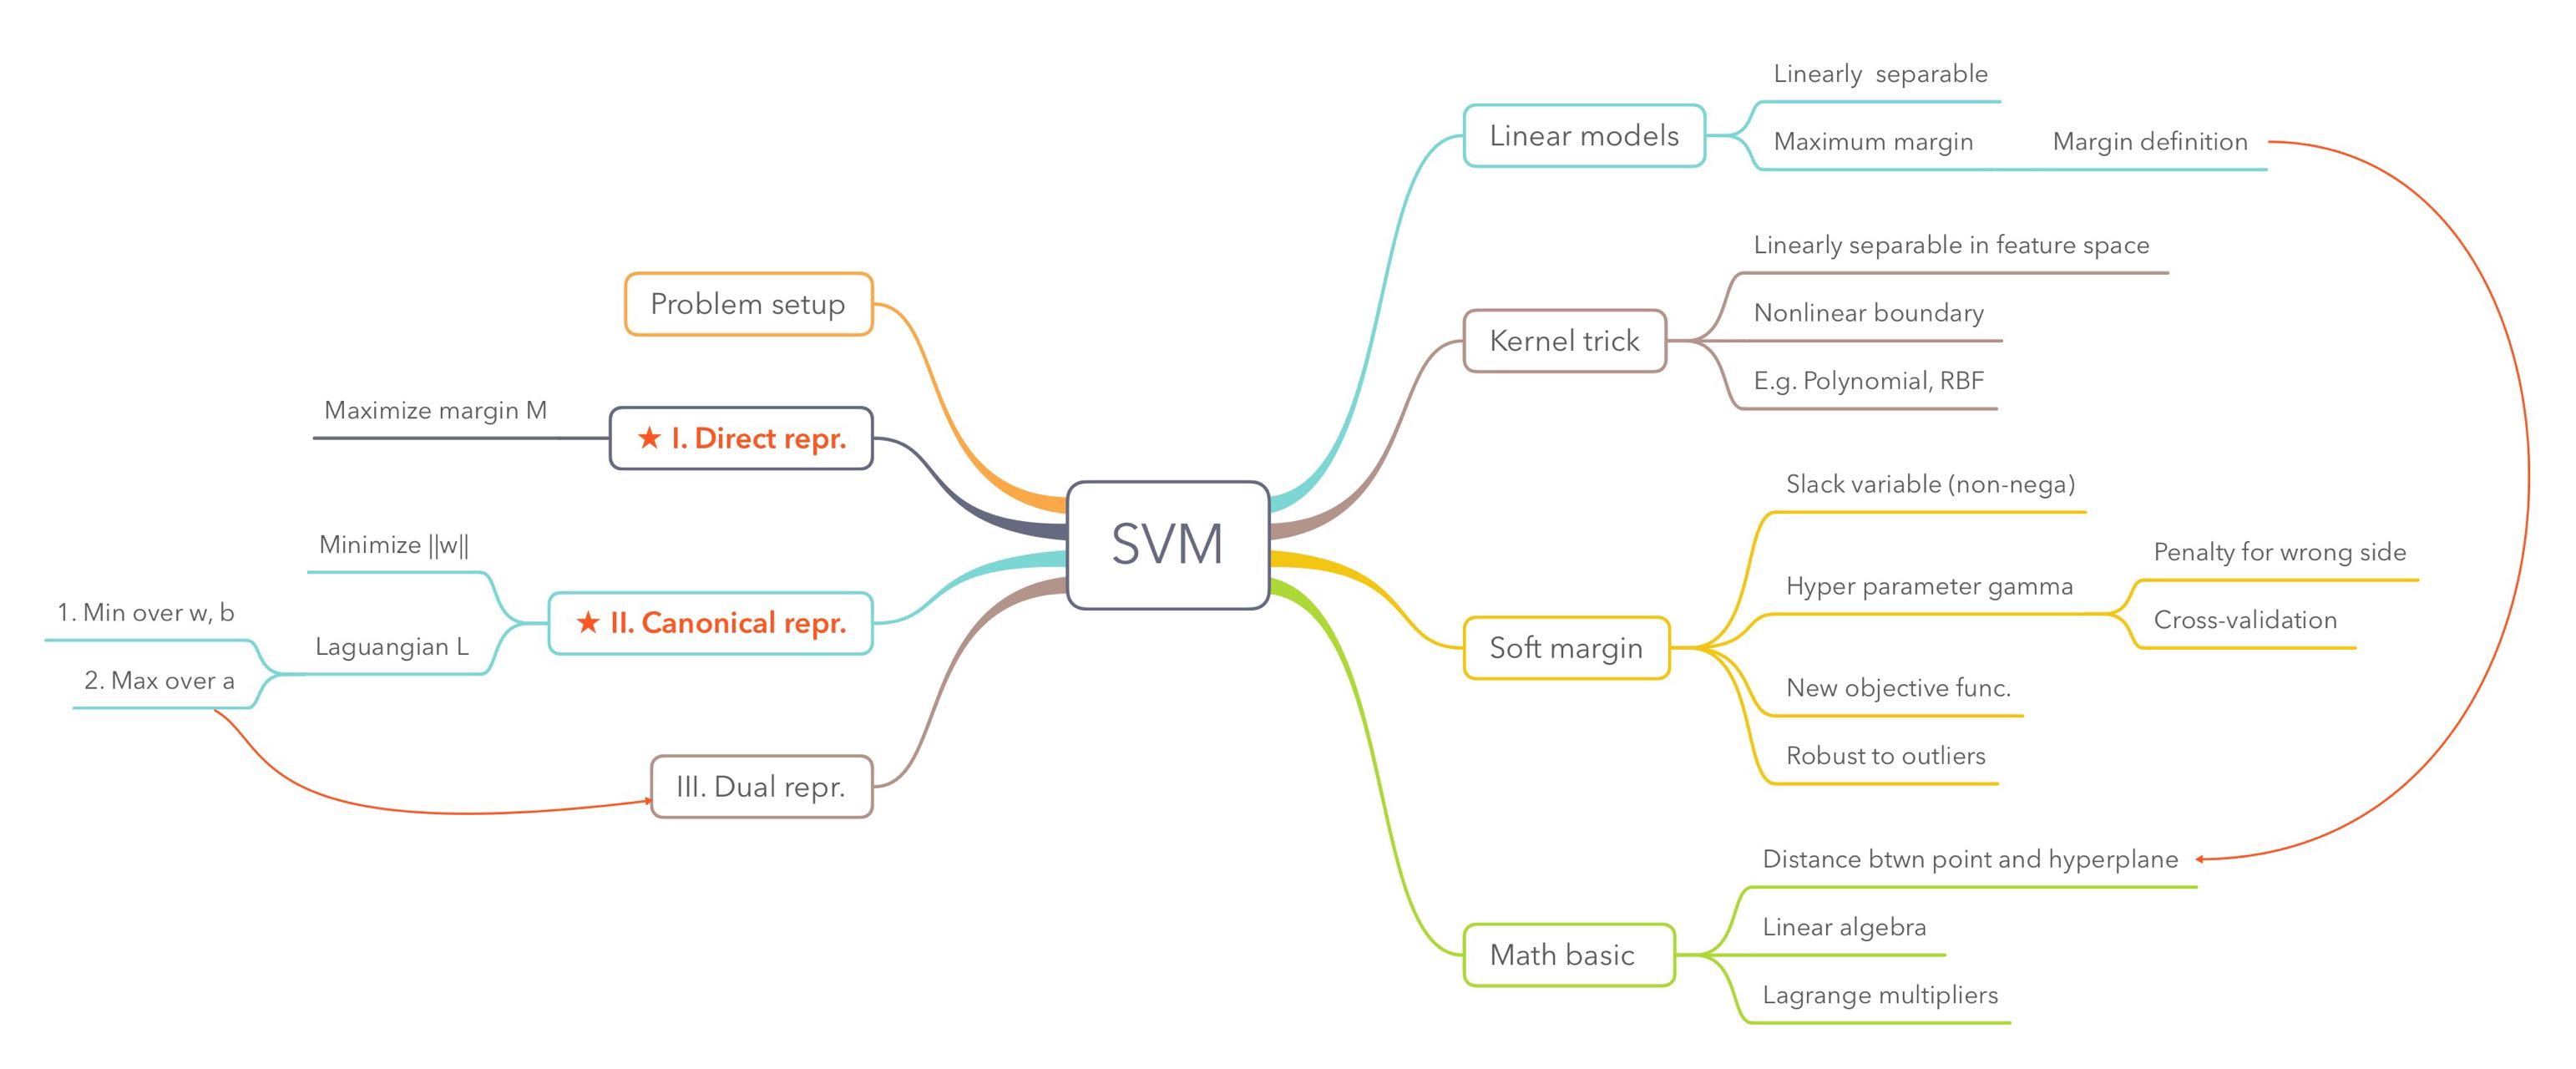 SVM
Linear models
Linearly separable
Maximum margin
Margin definition
Kernel trick
Linearly separable in feature space
Nonlinear boundary
E.g. Polynomial, RBF
Soft margin
Slack variable (non-nega)
Hyper parameter gamma
Penalty for wrong side
Cross-validation
New objective func.
Robust to outliers
Math basic
Distance btwn point and hyperplane
Linear algebra
Lagrange multipliers
Problem setup
★ I. Direct repr.
Maximize margin M
★ II. Canonical repr.
Minimize ||w||
Laguangian L
1. Min over w, b
2. Max over a
III. Dual repr.